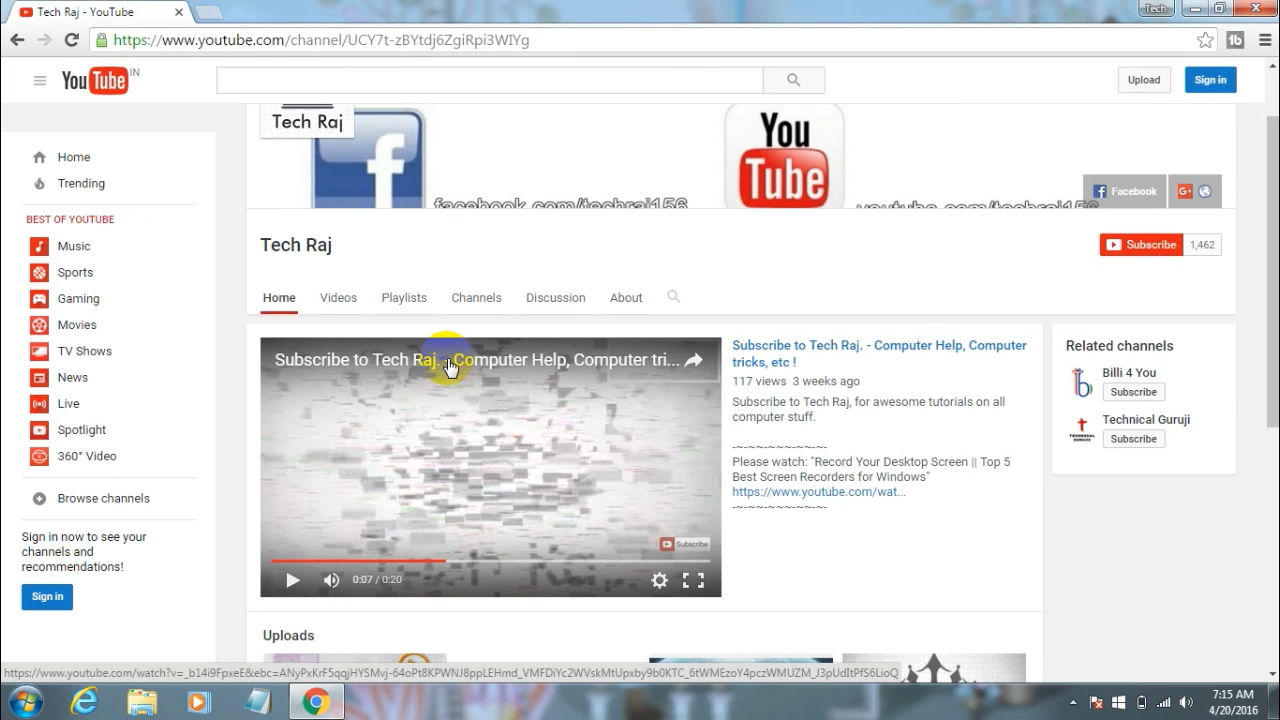 Tech Raj - YouTube
Tech
https://www.youtube.com/channel/UCY7t-zBYtdj6ZgiRpi3WIYg
YouTube IN
Upload
Sign in
Tech Raj
You
Tube
facebook.com/techraj156
youtube.com/techraj156
Facebook
Home
Trending
BEST OF YOUTUBE
Music
Sports
Gaming
Movies
TV Shows
News
Live
Spotlight
360° Video
Browse channels
Sign in now to see your
channels and
recommendations!
Sign in
Tech Raj
Subscribe 1,462
Home Videos Playlists Channels Discussion About
Subscribe to Tech Raj. - Computer Help, Computer tri...
Subscribe
0:07 / 0:20
Subscribe to Tech Raj. - Computer Help, Computer
tricks, etc !
117 views 3 weeks ago
Subscribe to Tech Raj, for awesome tutorials on all
computer stuff.
-~-~~-~~~-~~-~-
Please watch: "Record Your Desktop Screen || Top 5
Best Screen Recorders for Windows"
https://www.youtube.com/wat...
-~-~~-~~~-~~-~-
Related channels
Billi 4 You
Subscribe
Technical Guruji
Subscribe
Uploads
https://www.youtube.com/watch?v=_b14i9FpxeE&ebc=ANyPxKrF5qqjHYSMvj-64oPt8KPWNJ8ppLEHmd_VMFDiYc2WVskMtUpxby9b0KTC_6tWMEzoY4pczWMUZM_J3pUdItPfS6LioQ
7:15 AM
4/20/2016